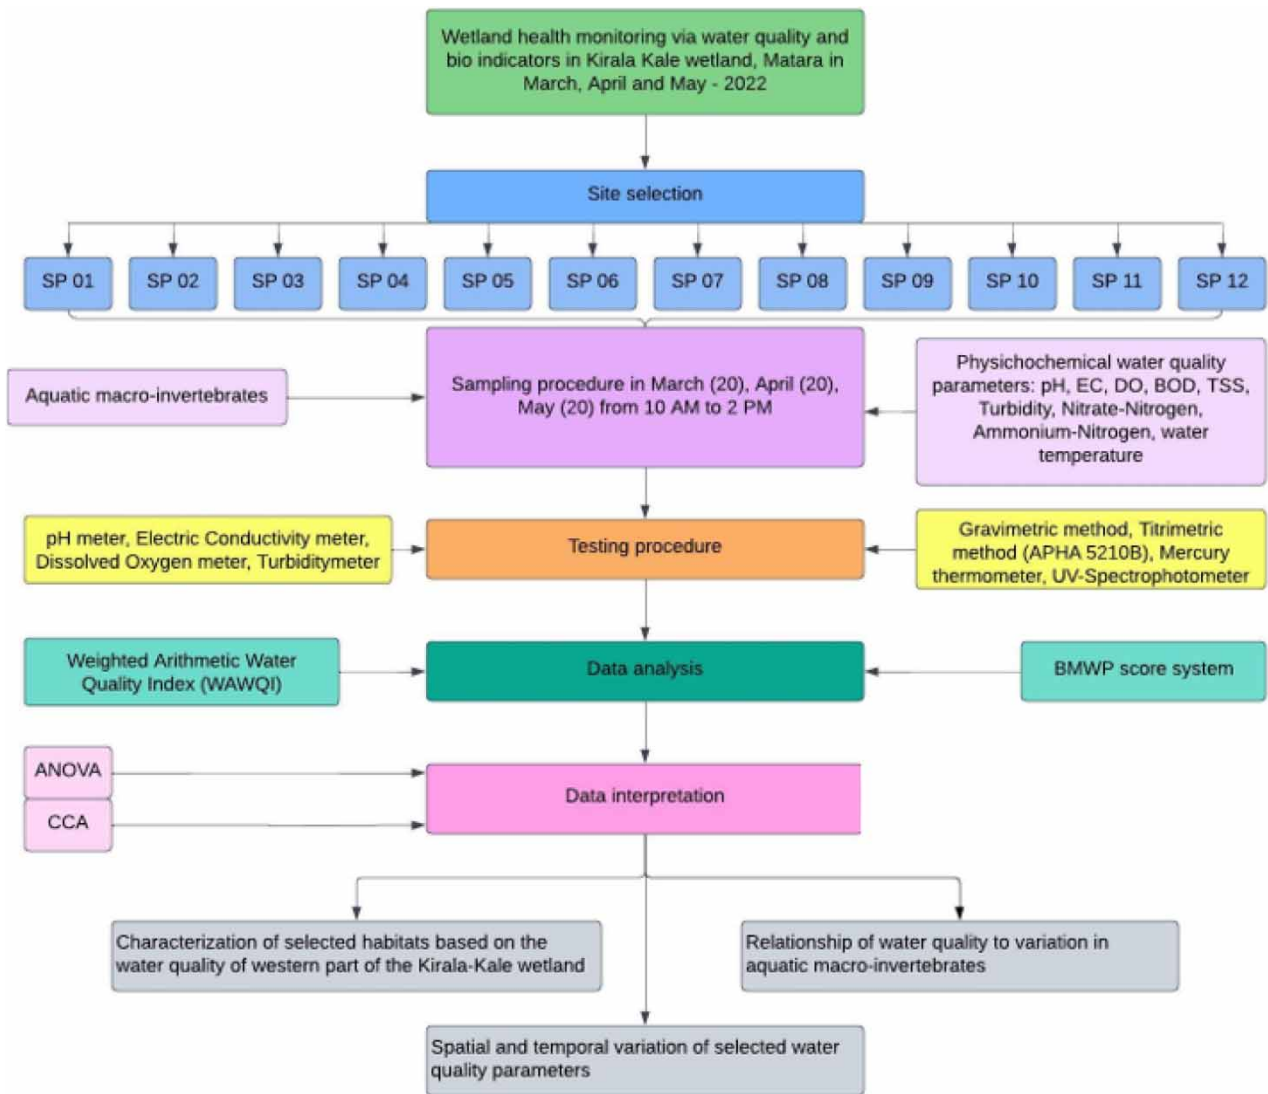 Wetland health monitoring via water quality and
bio indicators in Kirala Kale wetland, Matara in
March, April and May - 2022
Site selection
SP 01
SP 02
SP 03
SP 04
SP 05
SP 06
SP 07
SP 08
SP 09
SP 10
SP 11
SP 12
Aquatic macro-invertebrates
Sampling procedure in March (20), April (20),
May (20) from 10 AM to 2 PM
Physichochemical water quality
parameters: pH, EC, DO, BOD, TSS,
Turbidity, Nitrate-Nitrogen,
Ammonium-Nitrogen, water
temperature
pH meter, Electric Conductivity meter,
Dissolved Oxygen meter, Turbiditymeter
Testing procedure
Gravimetric method, Titrimetric
method (APHA 5210B), Mercury
thermometer, UV-Spectrophotometer
Weighted Arithmetic Water
Quality Index (WAWQI)
Data analysis
BMWP score system
ANOVA
CCA
Data interpretation
Characterization of selected habitats based on the
water quality of western part of the Kirala-Kale wetland
Relationship of water quality to variation in
aquatic macro-invertebrates
Spatial and temporal variation of selected water
quality parameters